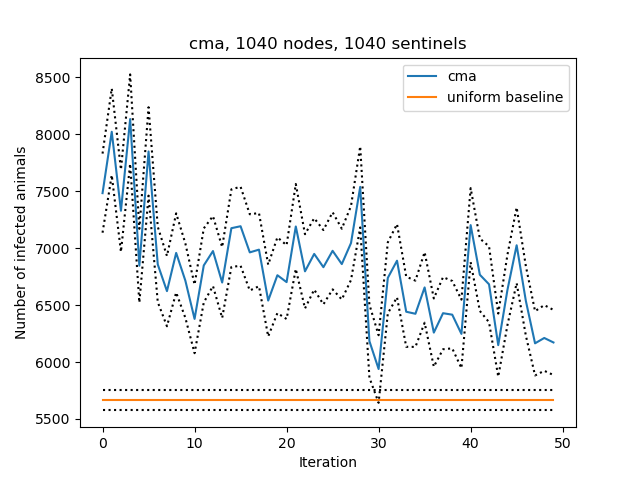 cma, 1040 nodes, 1040 sentinels
cma
uniform baseline
Number of infected animals
8500
8000
7500
7000
6500
6000
5500
0 10 20 30 40 50
Iteration